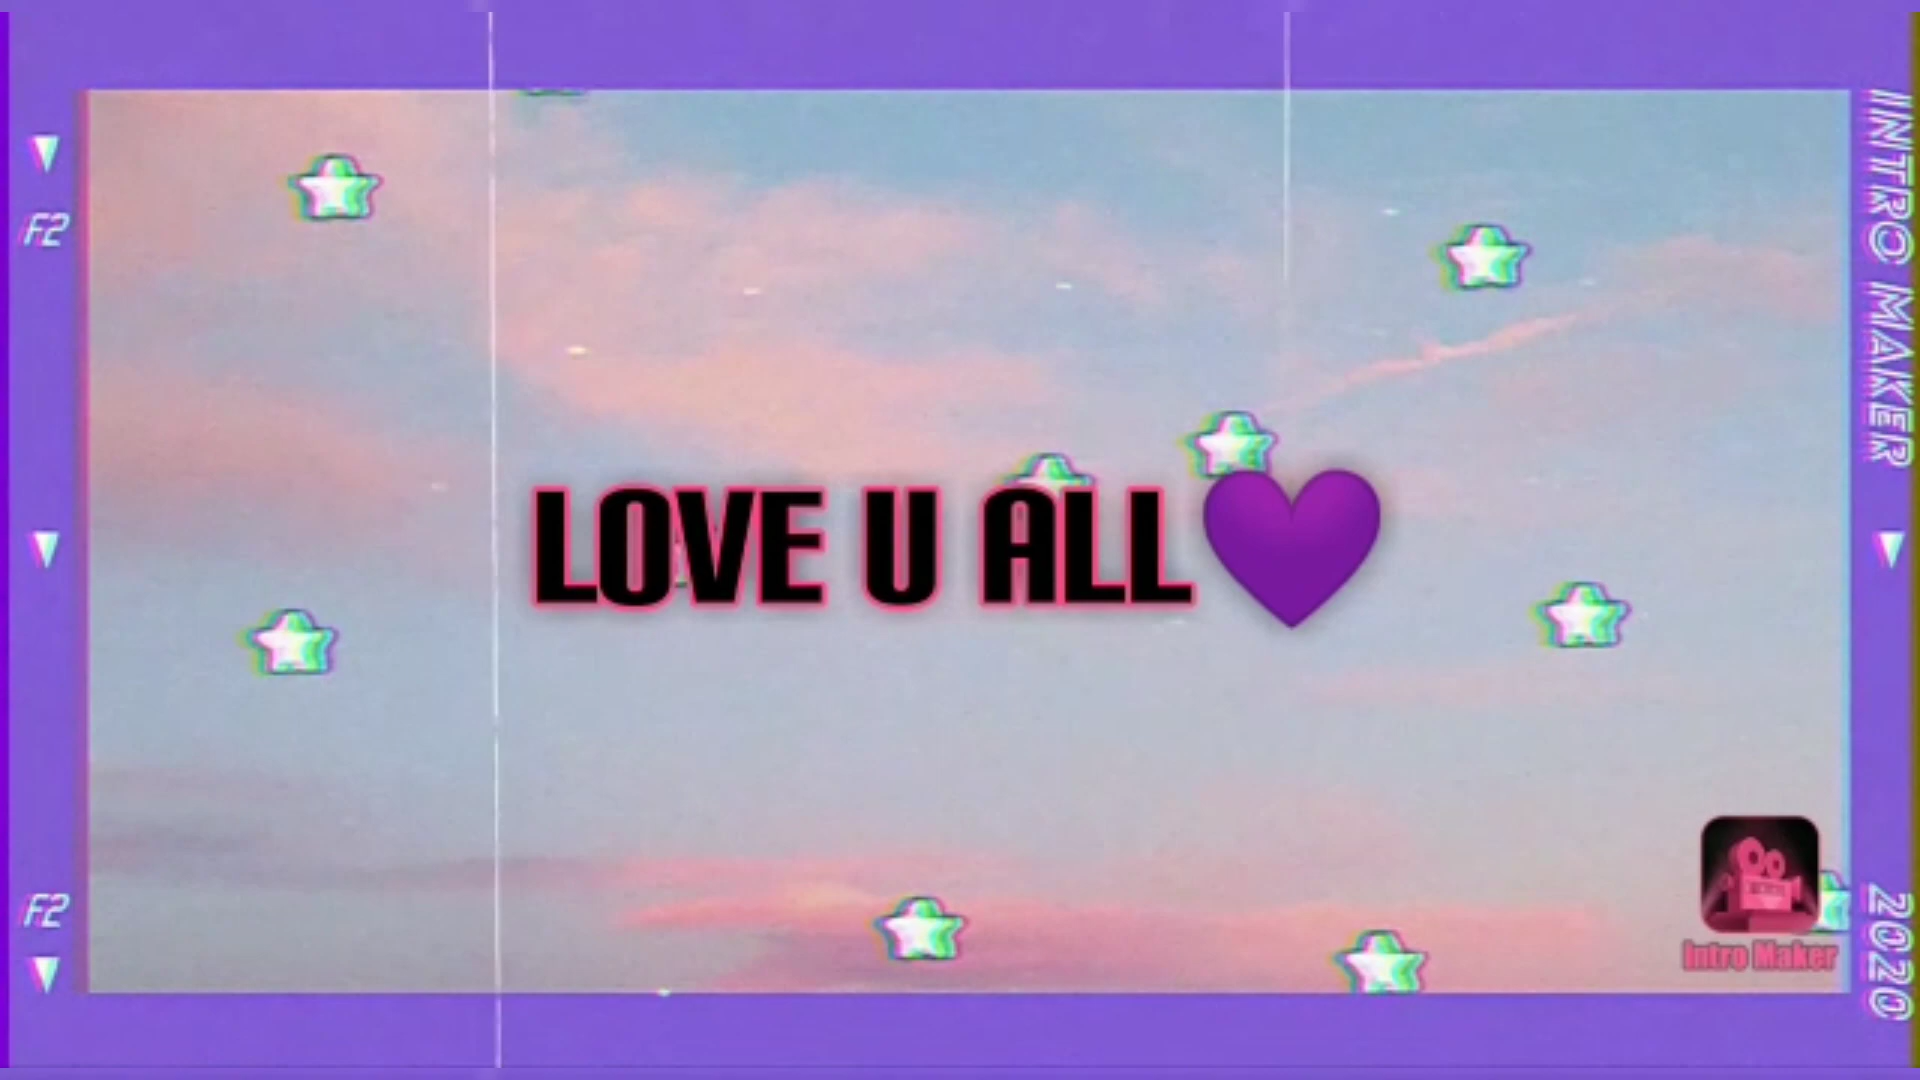 F2
F2
INTRO MAKER
2020
LOVE U ALL💜
Intro Maker